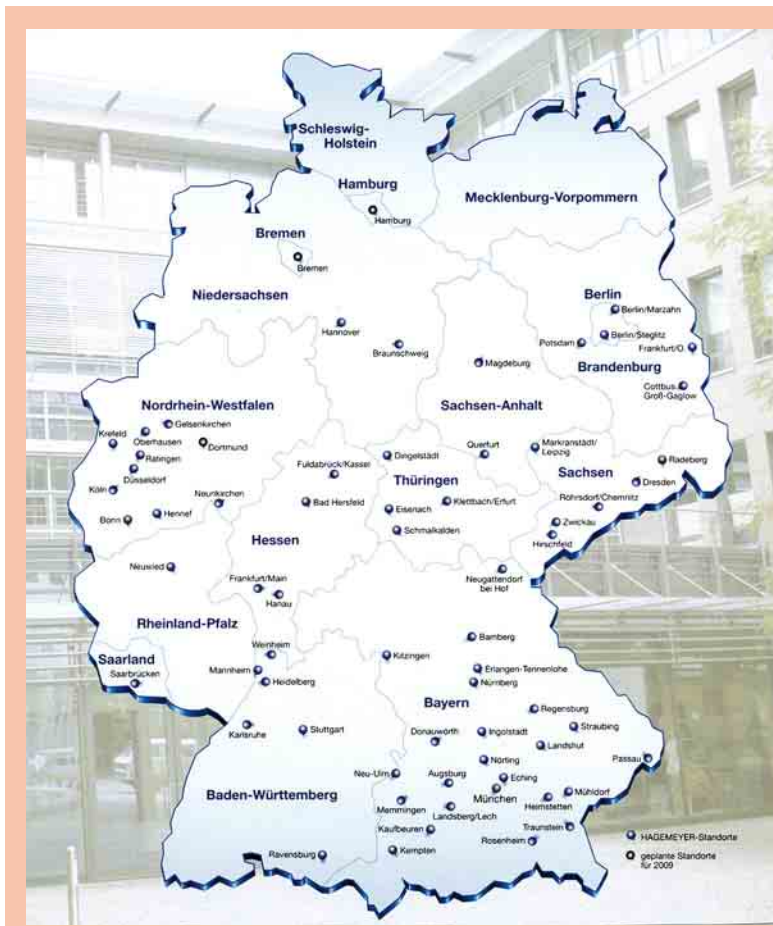 Schleswig-
Holstein
Hamburg
Hamburg
Mecklenburg-Vorpommern
Bremen
Bremen
Niedersachsen
Hannover
Braunschweig
Berlin
Berlin/Marzahn
Berlin/Steglitz
Potsdam
Frankfurt/O.
Brandenburg
Cottbus
Groß-Gaglow
Magdeburg
Sachsen-Anhalt
Nordrhein-Westfalen
Gelsenkirchen
Krefeld
Oberhausen
Dortmund
Ratingen
Düsseldorf
Köln
Neunkirchen
Bonn
Hennef
Fuldabrück/Kassel
Bad Hersfeld
Hessen
Dingelstädt
Querfurt
Markranstädt/
Leipzig
Thüringen
Klettbach/Erfurt
Eisenach
Schmalkalden
Sachsen
Radeberg
Dresden
Röhrsdorf/Chemnitz
Zwickau
Hirschfeld
Neuwied
Frankfurt/Main
Hanau
Neugattendorf
bei Hof
Rheinland-Pfalz
Saarland
Saarbrücken
Weinheim
Mannheim
Heidelberg
Kitzingen
Bamberg
Erlangen-Tennenlohe
Nürnberg
Bayern
Regensburg
Karlsruhe
Stuttgart
Donauwörth
Ingolstadt
Straubing
Landshut
Passau
Neu-Ulm
Augsburg
Nörting
Eching
München
Mühldorf
Heimstetten
Baden-Württemberg
Memmingen
Landsberg/Lech
Kaufbeuren
Traunstein
Rosenheim
Kempten
Ravensburg
HAGEMEYER-Standorte
geplante Standorte
für 2009